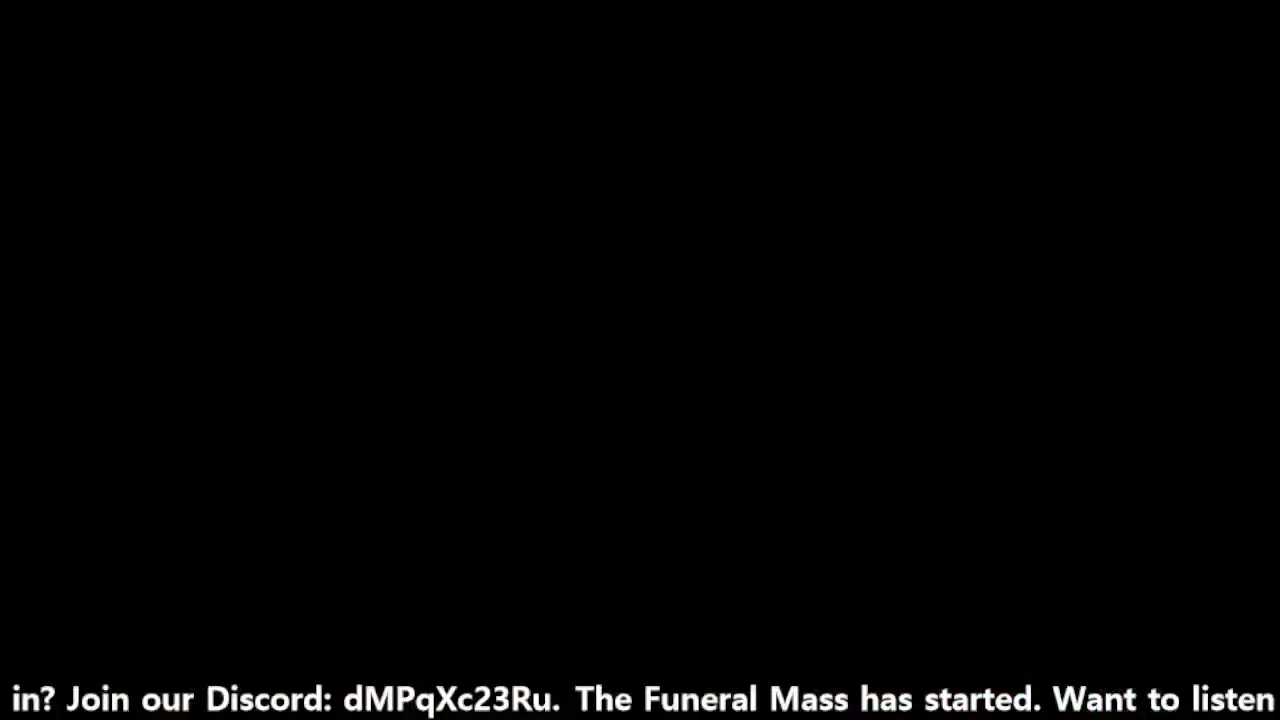 in? Join our Discord: dMPqXc23Ru. The Funeral Mass has started. Want to listen